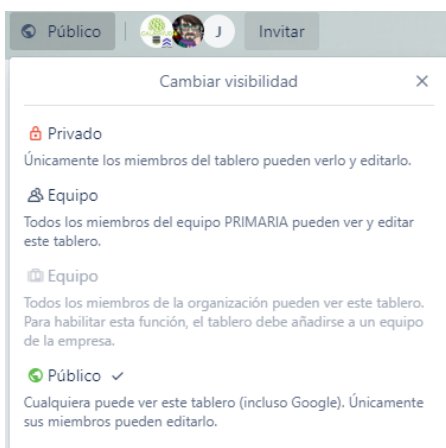 Público
J
Invitar
Cambiar visibilidad
Privado
Únicamente los miembros del tablero pueden verlo y editarlo.
Equipo
Todos los miembros del equipo PRIMARIA pueden ver y editar
este tablero.
Equipo
Todos los miembros de la organización pueden ver este tablero.
Para habilitar esta función, el tablero debe añadirse a un equipo
de la empresa.
Público
Cualquiera puede ver este tablero (incluso Google). Únicamente
sus miembros pueden editarlo.